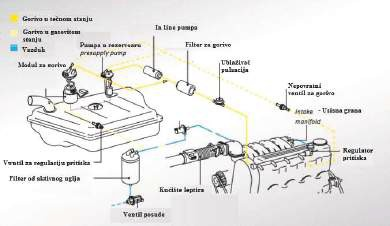 Gorivo u tečnom stanju
Gorivo u gasovitom
stanju
Vazduh
In line pumpa
Pumpa u rezervoaru
presupply pump
Filter za gorivo
Modul za gorivo
Ublaživač
pulsacija
Nepovratni
ventil za gorivo
intake
manifold
Usisna grana
Regulator
pritiska
Ventil za regulaciju pritiska
Filter od aktivnog uglja
Kućište leptira
Ventil posude